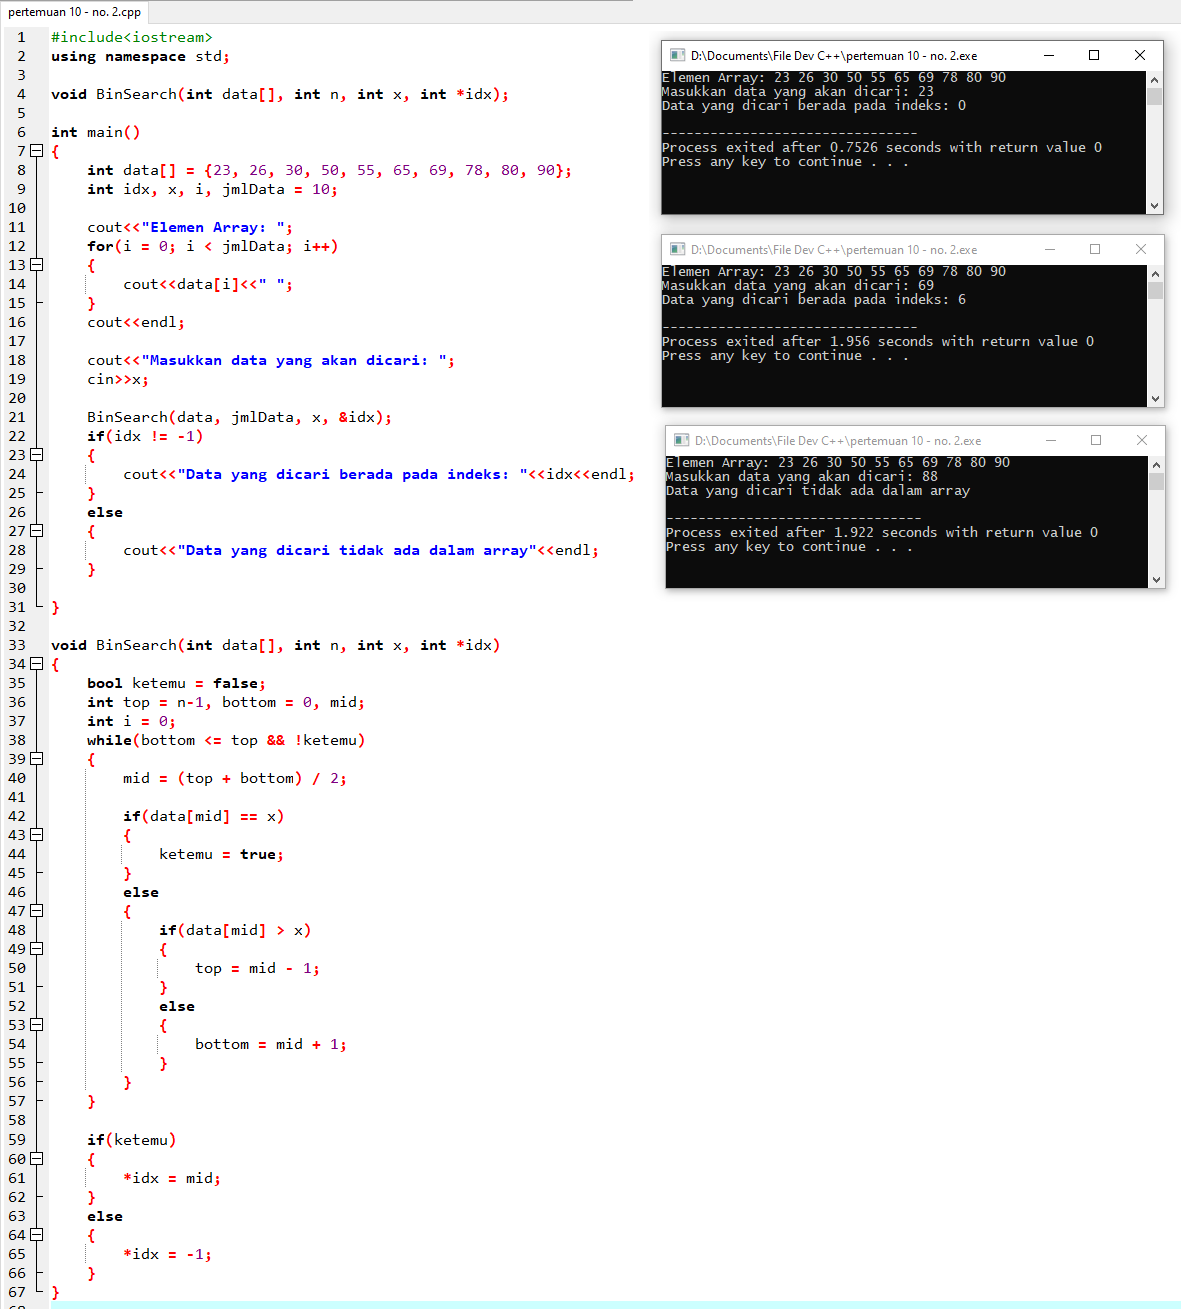 pertemuan 10 - no. 2.cpp
1 #include<iostream>
2 using namespace std;
3
4 void BinSearch(int data[], int n, int x, int *idx);
5
6 int main()
7 {
8 int data[] = {23, 26, 30, 50, 55, 65, 69, 78, 80, 90};
9 int idx, x, i, jmlData = 10;
10
11 cout<<"Elemen Array: ";
12 for(i = 0; i < jmlData; i++)
13 {
14 cout<<data[i]<<" ";
15 }
16 cout<<endl;
17
18 cout<<"Masukkan data yang akan dicari: ";
19 cin>>x;
20
21 BinSearch(data, jmlData, x, &idx);
22 if(idx != -1)
23 {
24 cout<<"Data yang dicari berada pada indeks: "<<idx<<endl;
25 }
26 else
27 {
28 cout<<"Data yang dicari tidak ada dalam array"<<endl;
29 }
30
31 }
32
33 void BinSearch(int data[], int n, int x, int *idx)
34 {
35 bool ketemu = false;
36 int top = n-1, bottom = 0, mid;
37 int i = 0;
38 while(bottom <= top && !ketemu)
39 {
40 mid = (top + bottom) / 2;
41
42 if(data[mid] == x)
43 {
44 ketemu = true;
45 }
46 else
47 {
48 if(data[mid] > x)
49 {
50 top = mid - 1;
51 }
52 else
53 {
54 bottom = mid + 1;
55 }
56 }
57 }
58
59 if(ketemu)
60 {
61 *idx = mid;
62 }
63 else
64 {
65 *idx = -1;
66 }
67 }
D:\Documents\File Dev C++\pertemuan 10 - no. 2.exe
Elemen Array: 23 26 30 50 55 65 69 78 80 90
Masukkan data yang akan dicari: 23
Data yang dicari berada pada indeks: 0
--------------------------------
Process exited after 0.7526 seconds with return value 0
Press any key to continue . . .
D:\Documents\File Dev C++\pertemuan 10 - no. 2.exe
Elemen Array: 23 26 30 50 55 65 69 78 80 90
Masukkan data yang akan dicari: 69
Data yang dicari berada pada indeks: 6
--------------------------------
Process exited after 1.956 seconds with return value 0
Press any key to continue . . .
D:\Documents\File Dev C++\pertemuan 10 - no. 2.exe
Elemen Array: 23 26 30 50 55 65 69 78 80 90
Masukkan data yang akan dicari: 88
Data yang dicari tidak ada dalam array
--------------------------------
Process exited after 1.922 seconds with return value 0
Press any key to continue . . .